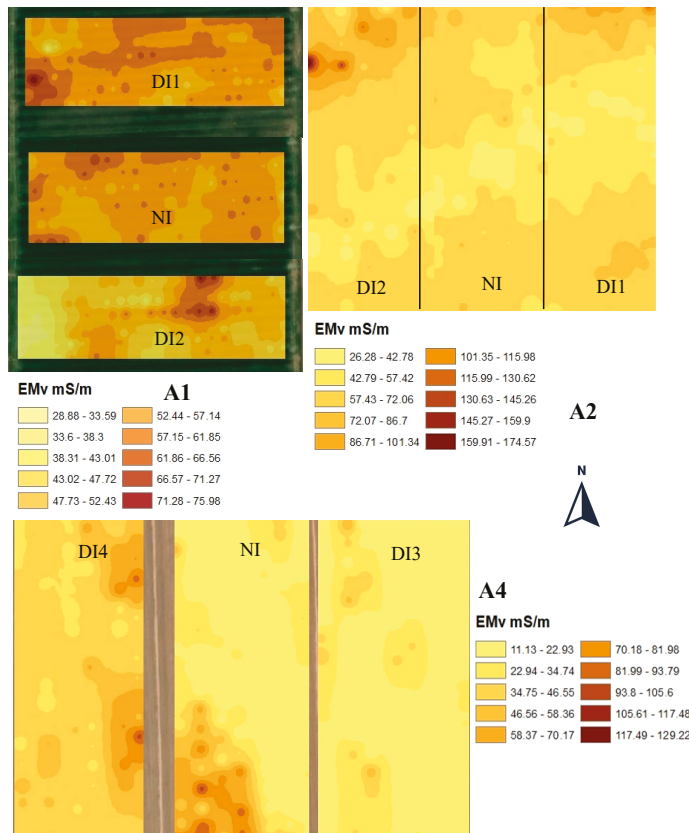 DI1
NI
DI2
DI2 NI DI1
EMv mS/m
A1
28.88 - 33.59 52.44 - 57.14
33.6 - 38.3 57.15 - 61.85
38.31 - 43.01 61.86 - 66.56
43.02 - 47.72 66.57 - 71.27
47.73 - 52.43 71.28 - 75.98
EMv mS/m
26.28 - 42.78 101.35 - 115.98
42.79 - 57.42 115.99 - 130.62
57.43 - 72.06 130.63 - 145.26
72.07 - 86.7 145.27 - 159.9
86.71 - 101.34 159.91 - 174.57
A2
N
DI4 NI DI3
A4
EMv mS/m
11.13 - 22.93 70.18 - 81.98
22.94 - 34.74 81.99 - 93.79
34.75 - 46.55 93.8 - 105.6
46.56 - 58.36 105.61 - 117.48
58.37 - 70.17 117.49 - 129.22